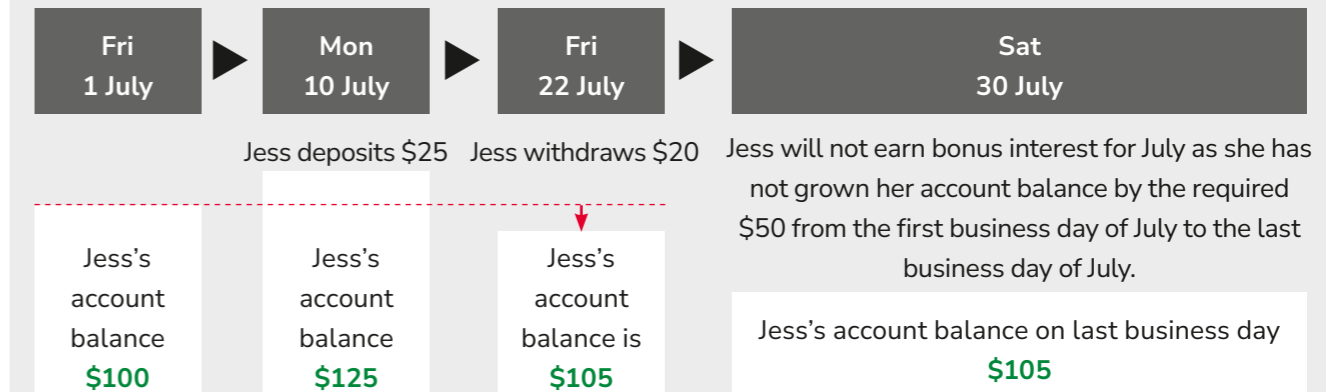 Fri
1 July
Mon
10 July
Fri
22 July
Sat
30 July
Jess deposits $25
Jess withdraws $20
Jess will not earn bonus interest for July as she has
not grown her account balance by the required
$50 from the first business day of July to the last
business day of July.
Jess’s
account
balance
$100
Jess’s
account
balance
$125
Jess’s
account
balance is
$105
Jess’s account balance on last business day
$105